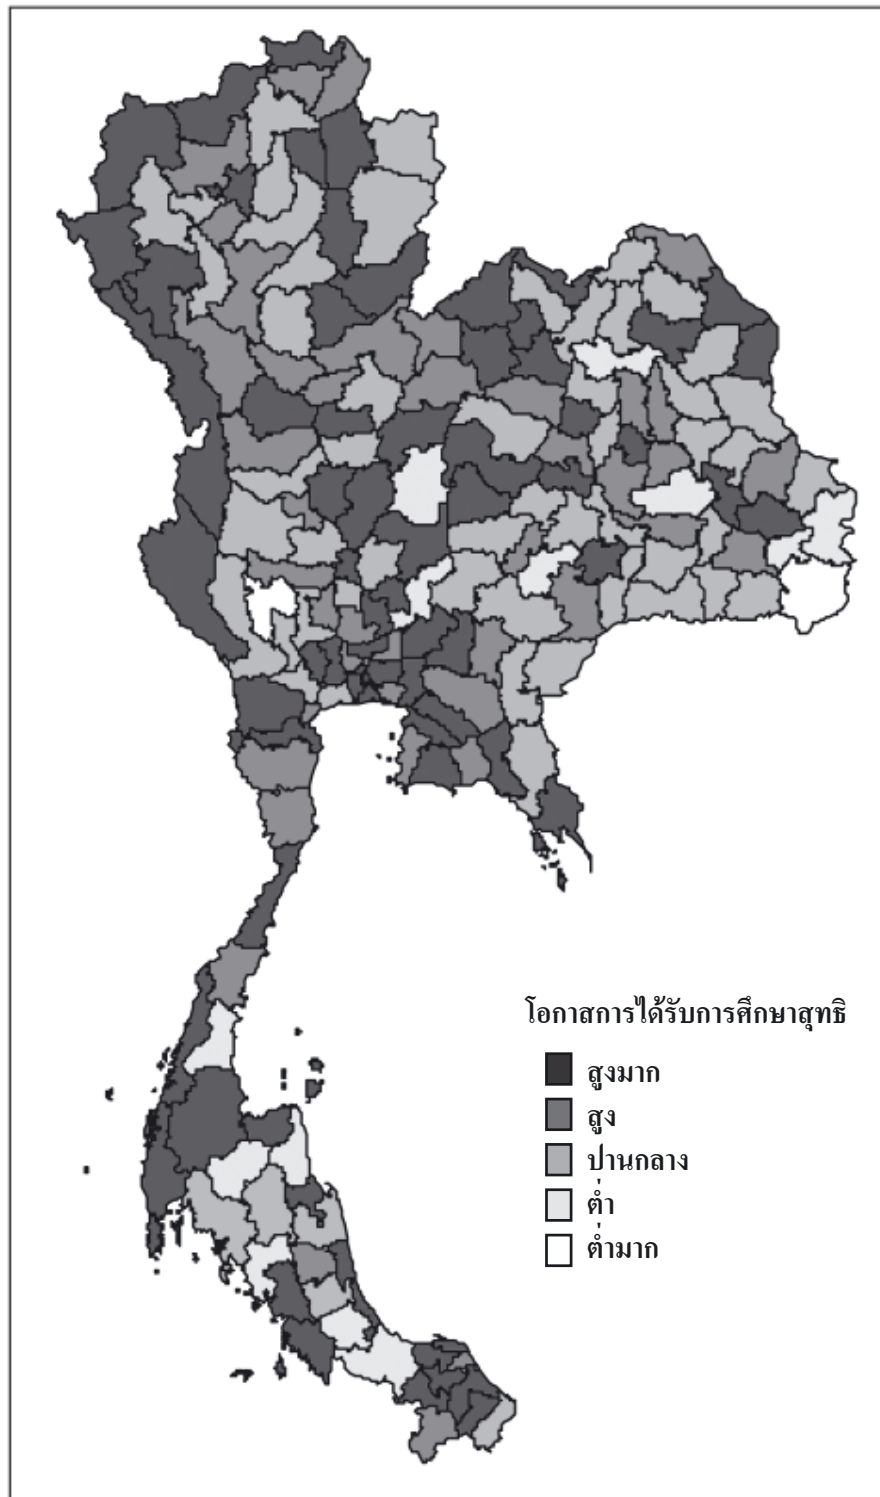 โอกาสการได้รับการศึกษาสุทธิ
สูงมาก
สูง
ปานกลาง
ต่ำ
ต่ำมาก